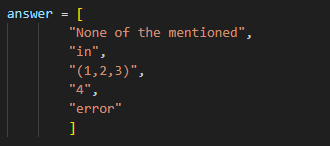 answer = [
"None of the mentioned",
"in",
"(1,2,3)",
"4",
"error"
]